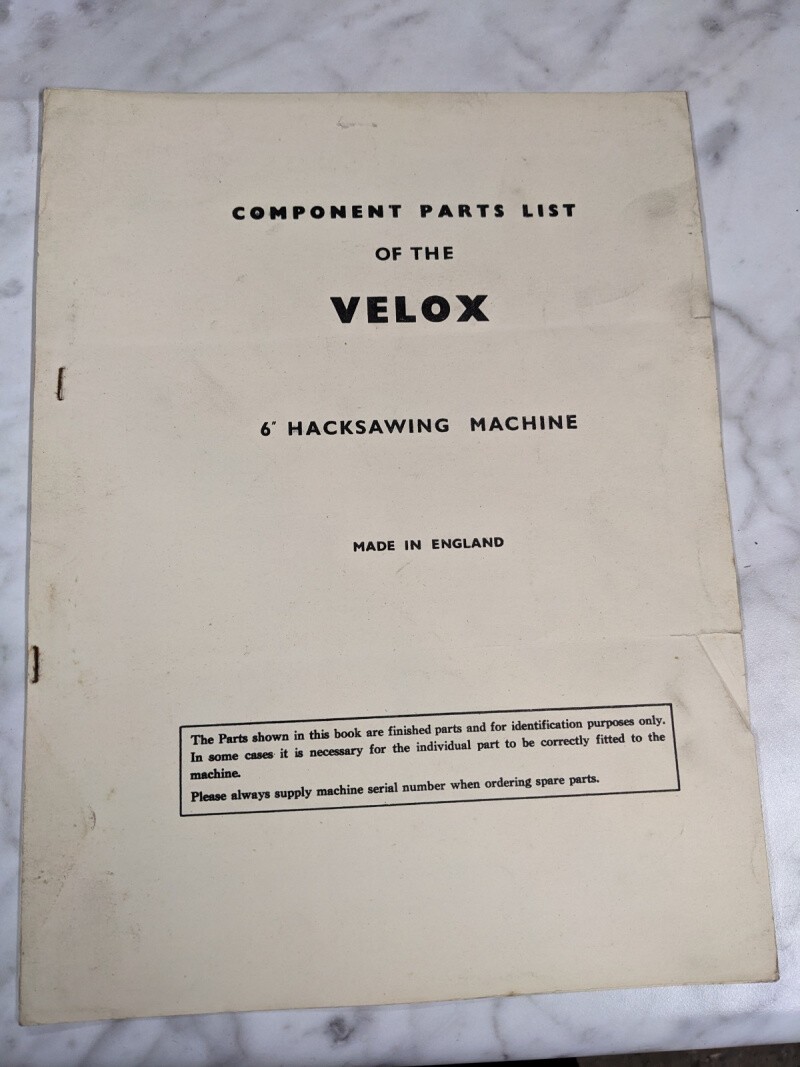 COMPONENT PARTS LIST
OF THE
VELOX
6" HACKSAWING MACHINE
MADE IN ENGLAND
The Parts shown in this book are finished parts and for identification purposes only.
In some cases it is necessary for the individual part to be correctly fitted to the
machine.
Please always supply machine serial number when ordering spare parts.